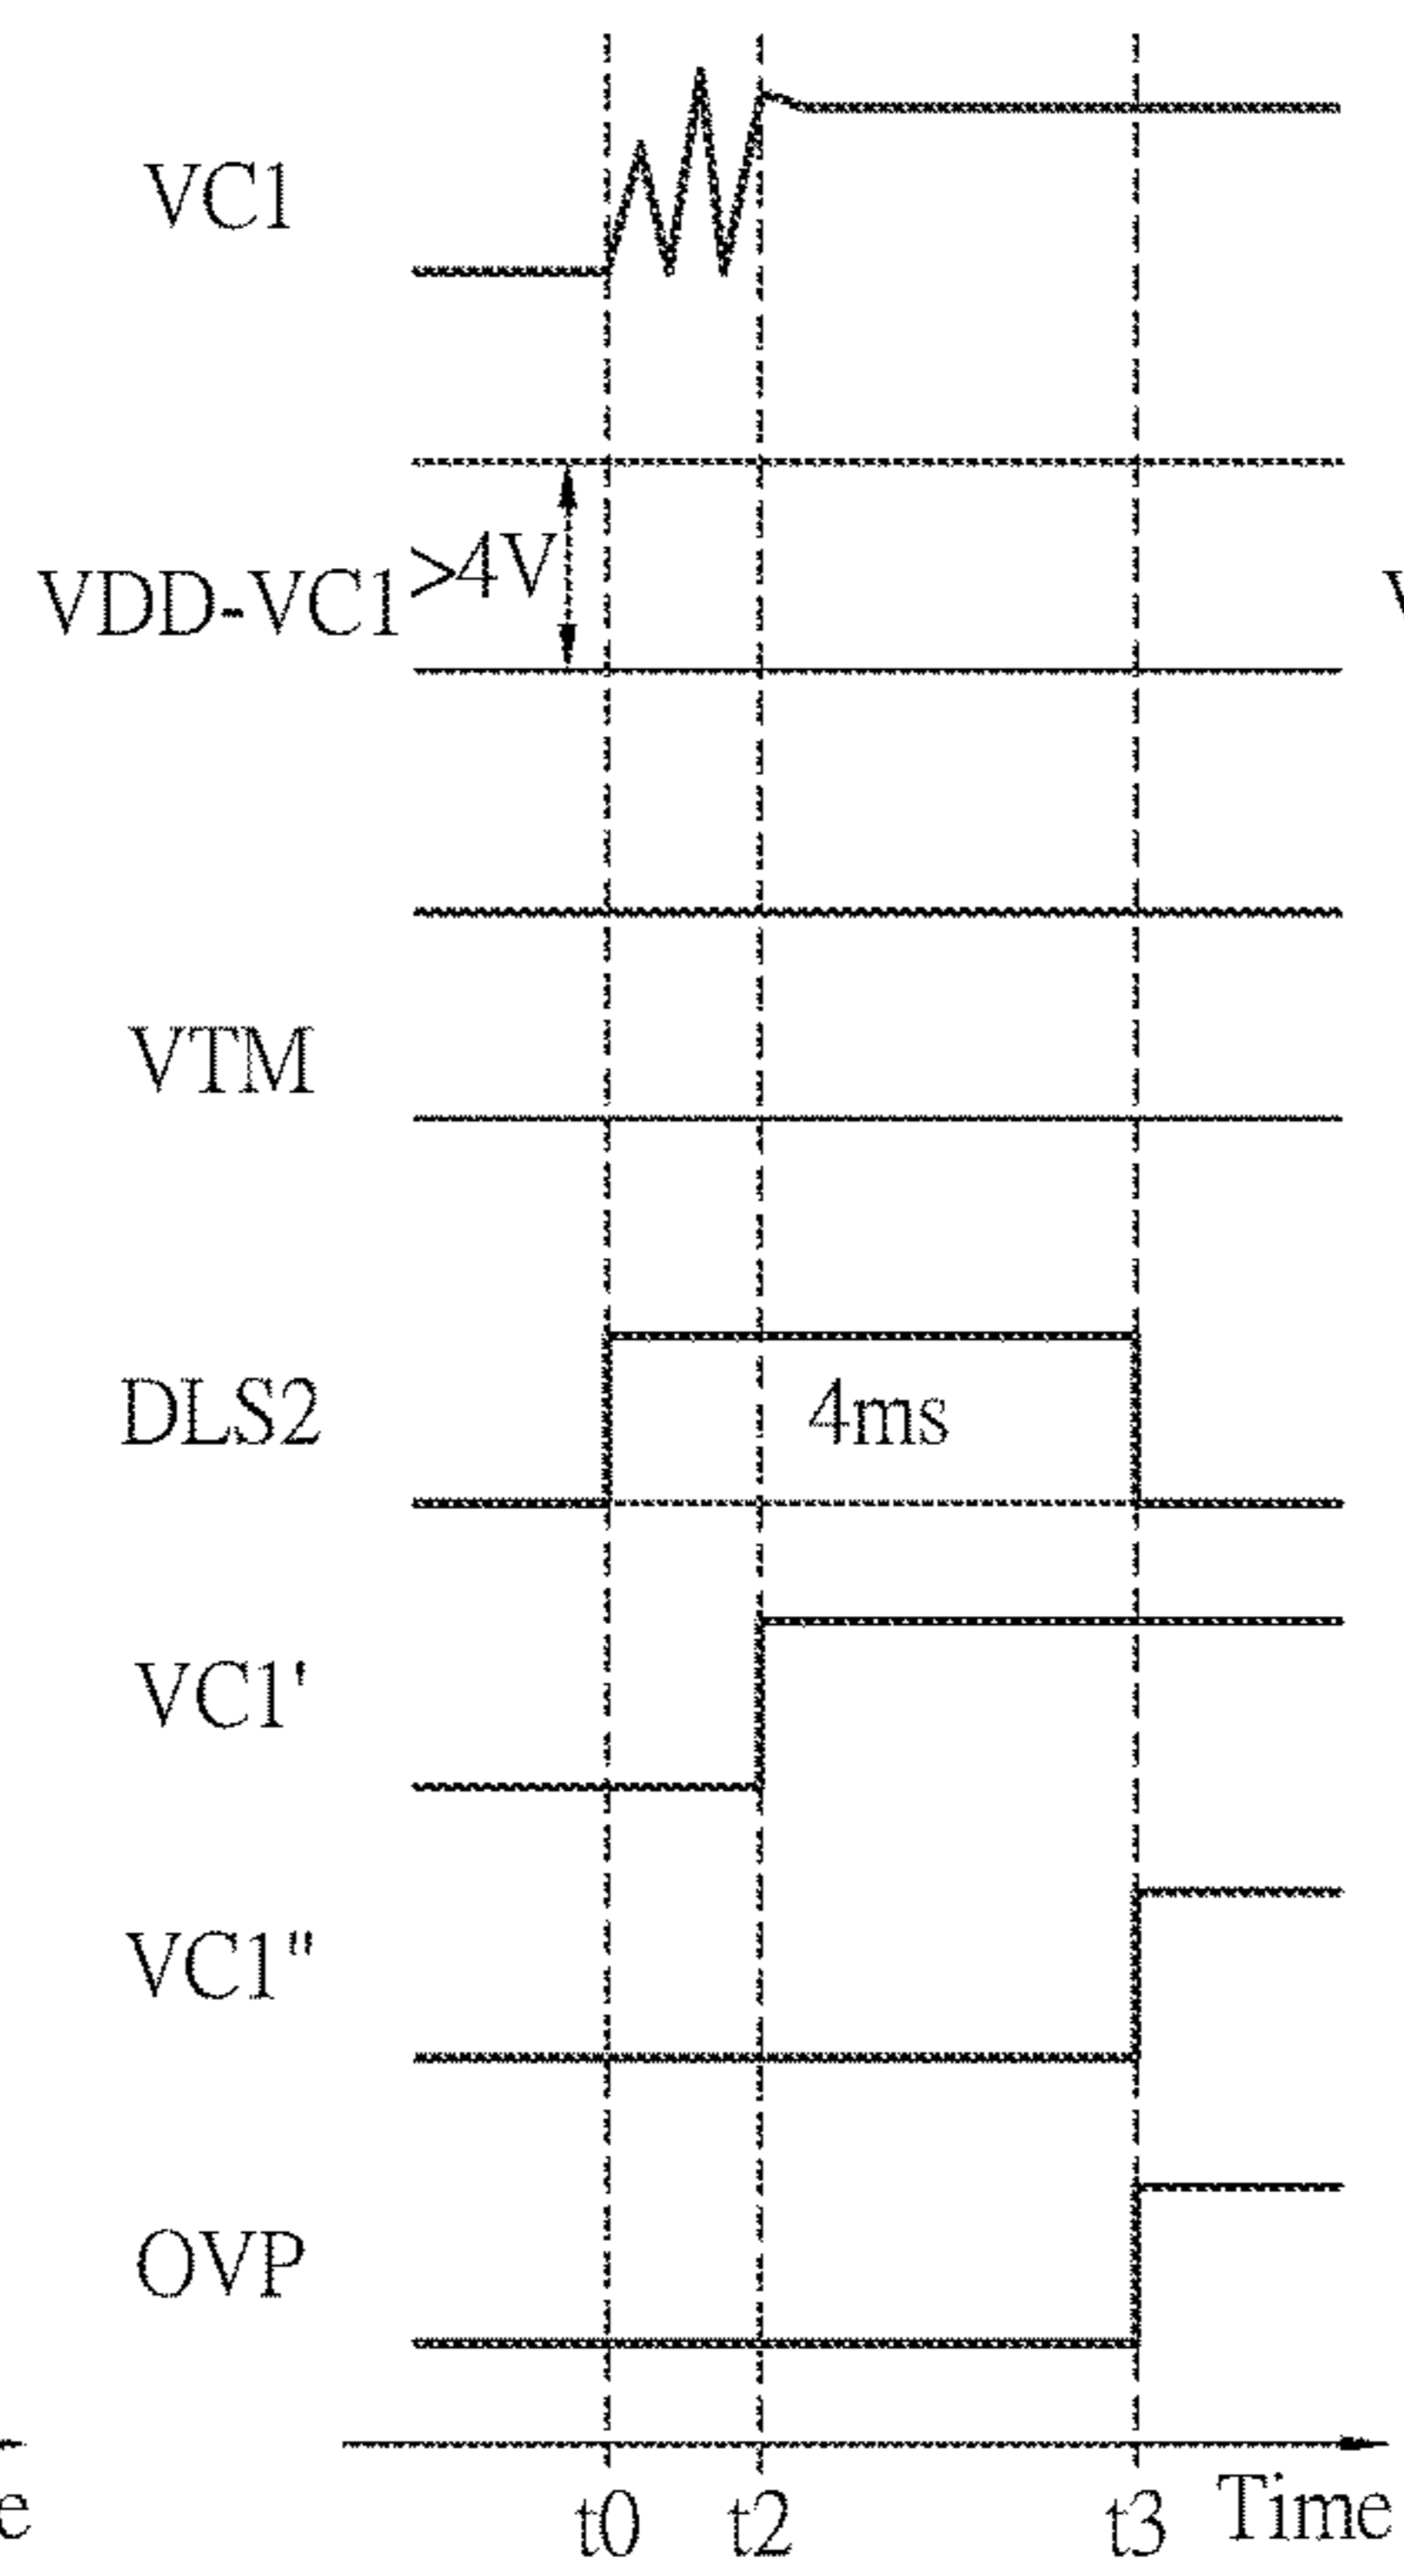 VC1
>4V
VDD-VC1
VTM
DLS2
4ms
VC1'
VC1"
OVP
t0 t2 t3 Time